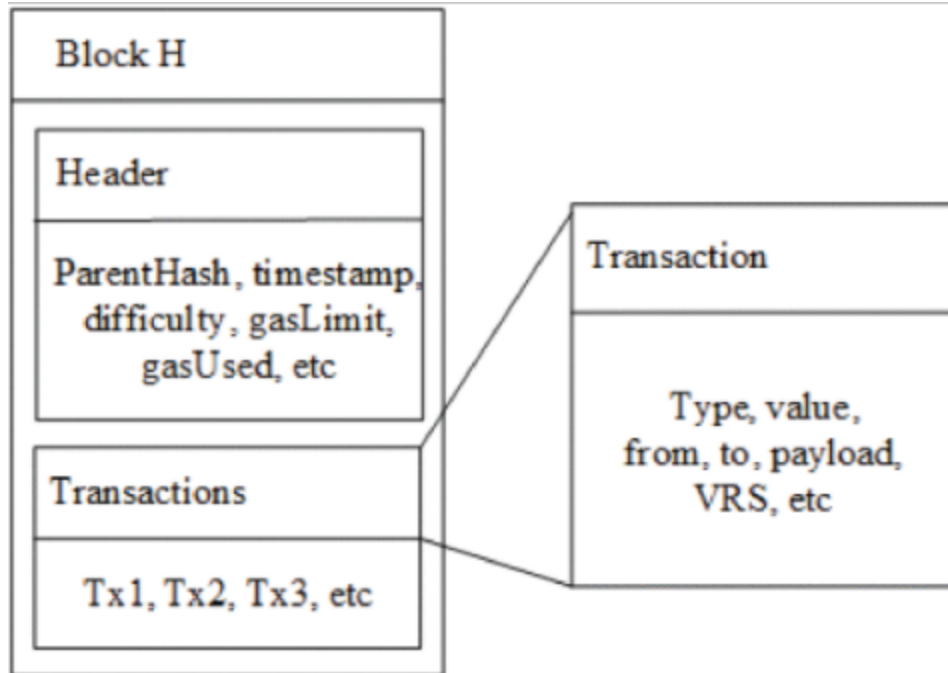 Block H
Header
ParentHash, timestamp,
difficulty, gasLimit,
gasUsed, etc
Transactions
Tx1, Tx2, Tx3, etc
Transaction
Type, value,
from, to, payload,
VRS, etc